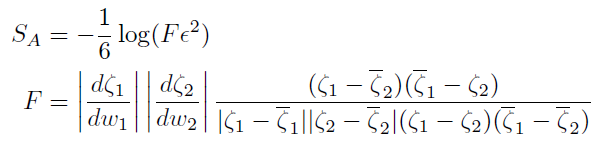 S_A = -\frac{1}{6} \log(F\epsilon^2)
F = \left| \frac{d\zeta_1}{dw_1} \right| \left| \frac{d\zeta_2}{dw_2} \right| \frac{(\zeta_1 - \overline{\zeta}_2)(\overline{\zeta}_1 - \zeta_2)}{|\zeta_1 - \overline{\zeta}_1||\zeta_2 - \overline{\zeta}_2|(\zeta_1 - \zeta_2)(\overline{\zeta}_1 - \overline{\zeta}_2)}